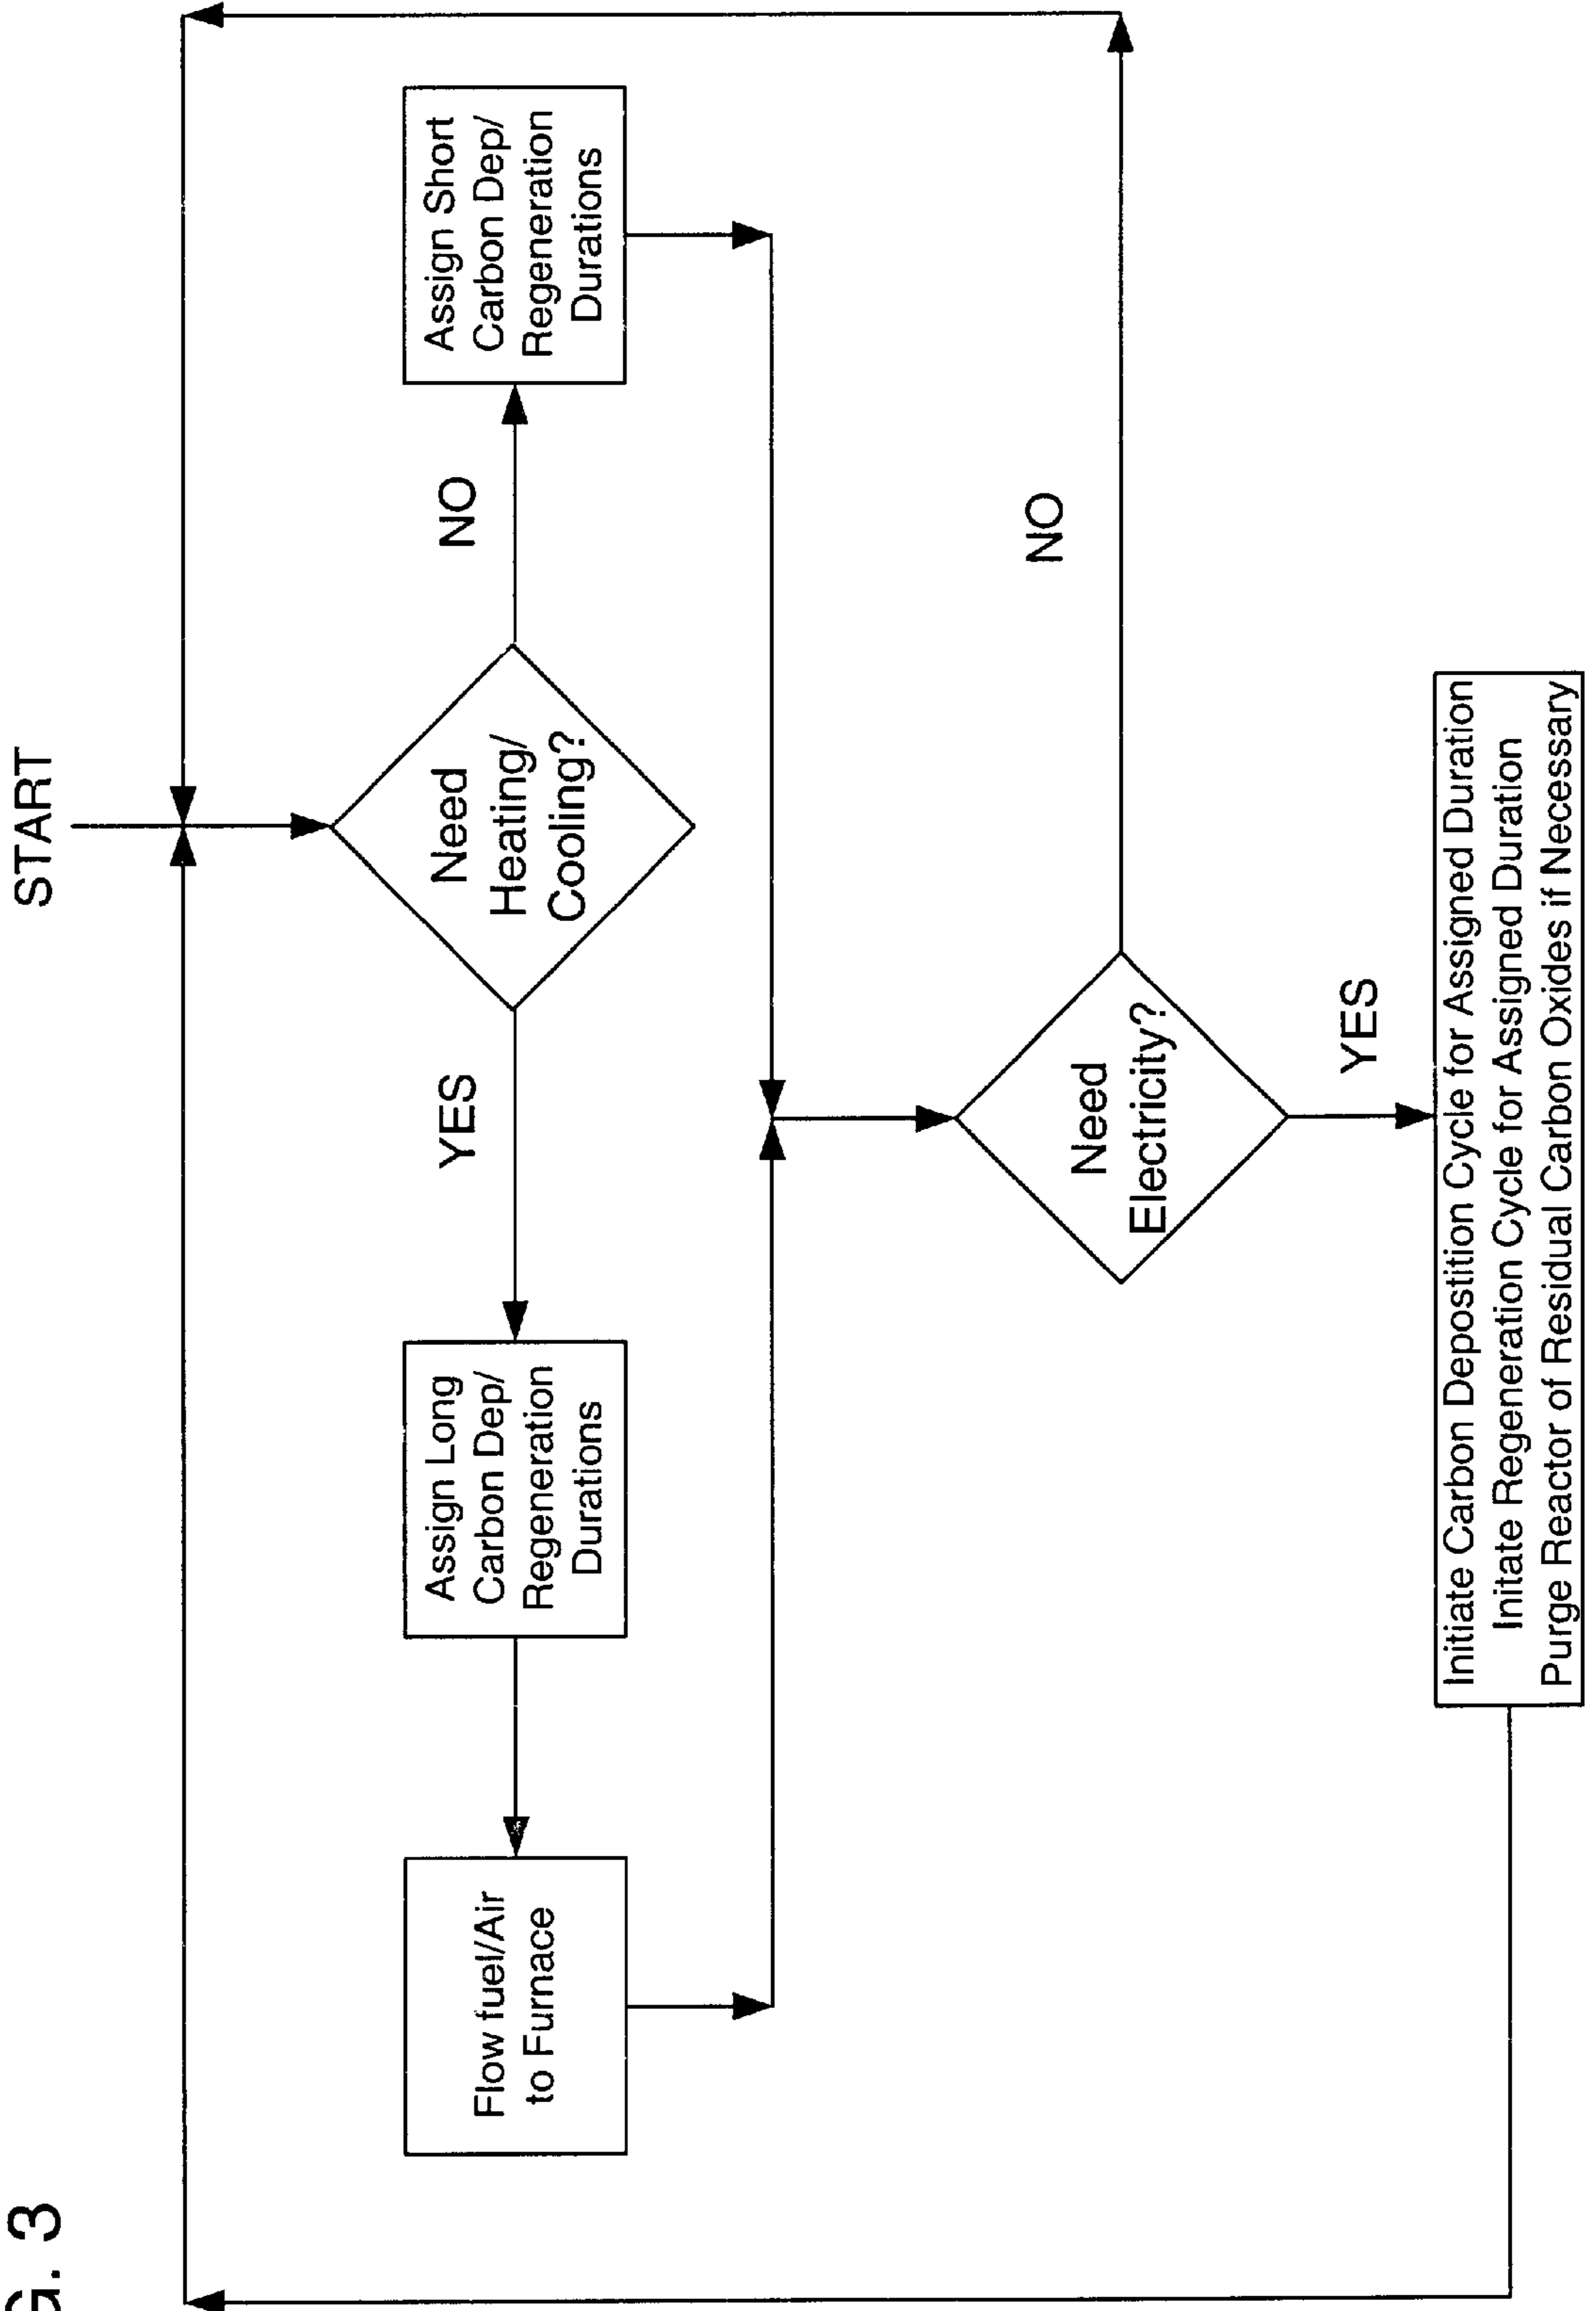 G. 3
START
Flow fuel/Air
to Furnace
Assign Long
Carbon Dep/
Regeneration
Durations
YES
Need
Heating/
Cooling?
NO
Assign Short
Carbon Dep/
Regeneration
Durations
Need
Electricity?
NO
YES
Initiate Carbon Depostition Cycle for Assigned Duration
Initate Regeneration Cycle for Assigned Duration
Purge Reactor of Residual Carbon Oxides if Necessary